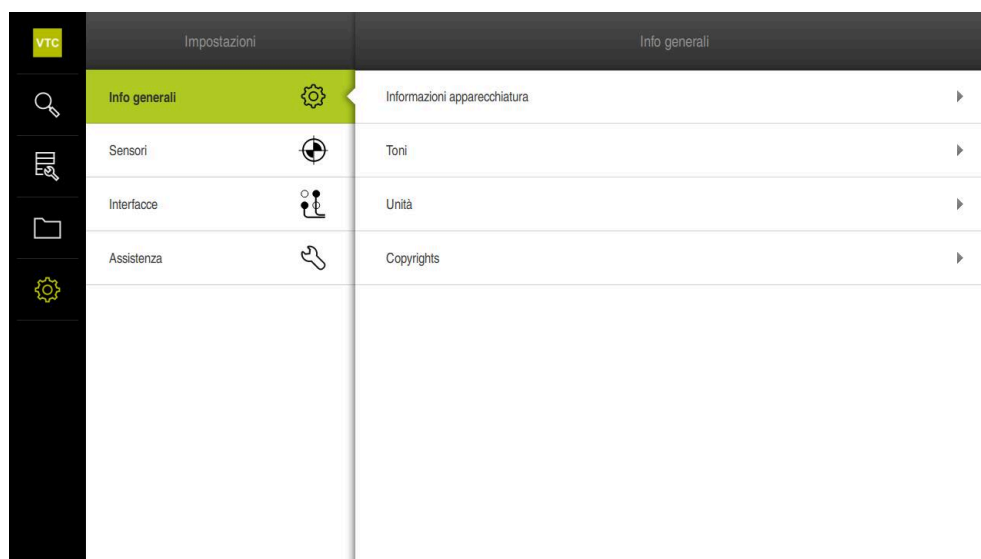 VTC
Impostazioni
Info generali
Info generali
Sensori
Interfacce
Assistenza
Informazioni apparecchiatura
Toni
Unità
Copyrights